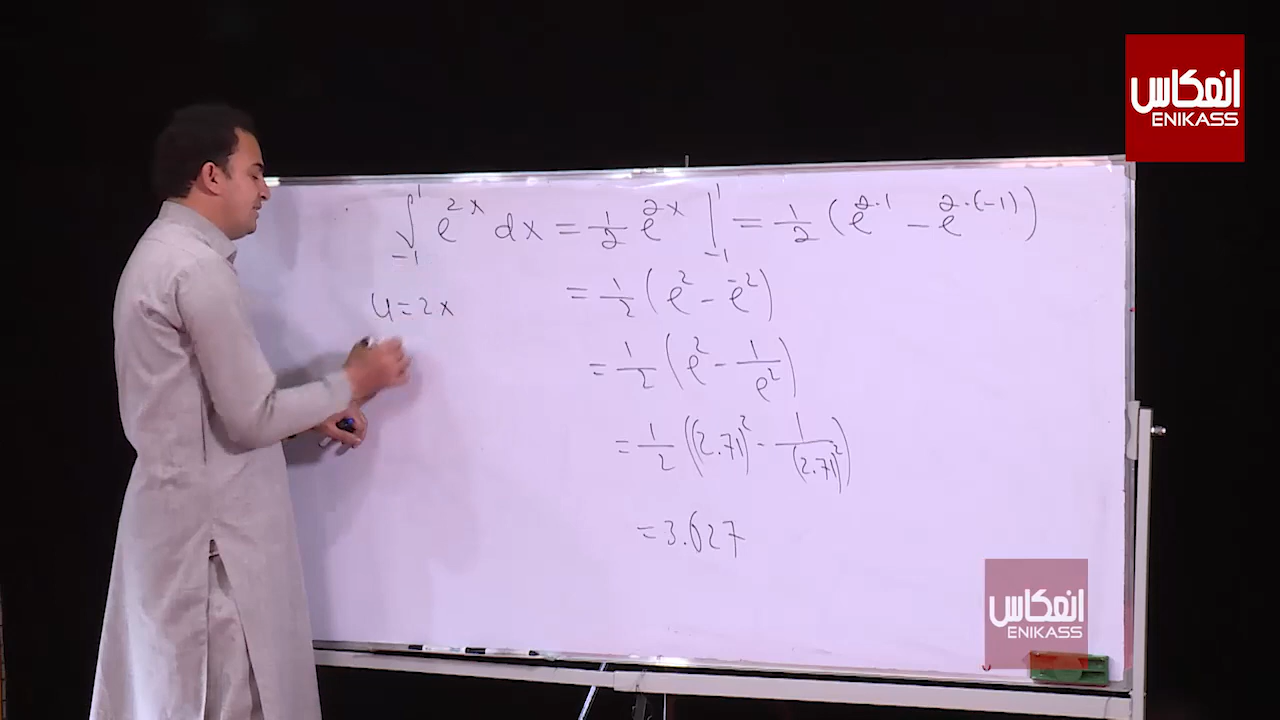 انعکاس
ENIKASS
∫₋₁¹ e^{2x} dx = 1/2 e^{2x} |₋₁¹ = 1/2 (e^{2·1} - e^{2·(-1)})
u = 2x
= 1/2 (e² - e⁻²)
= 1/2 (e² - 1/e²)
= 1/2 ((2.71)² - 1/(2.71)²)
= 3.627
انعکاس
ENIKASS